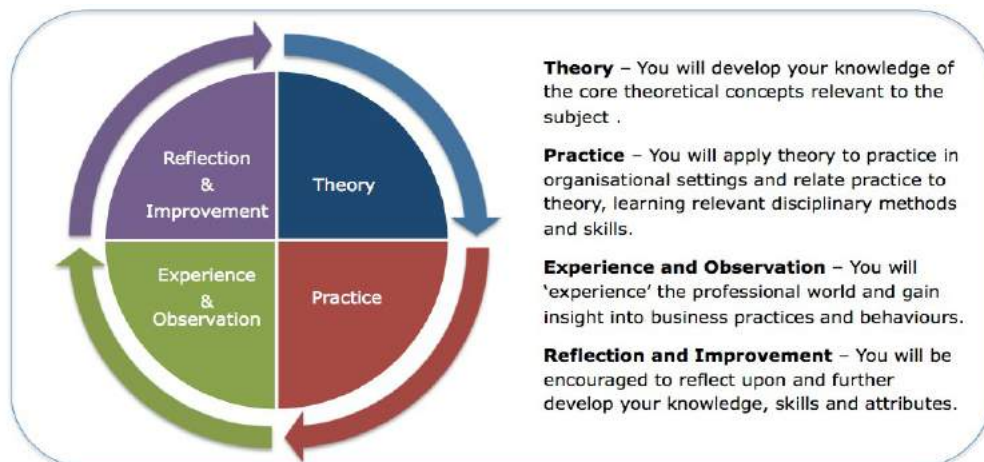 Reflection
&
Improvement
Theory
Experience
&
Observation
Practice
Theory – You will develop your knowledge of
the core theoretical concepts relevant to the
subject .
Practice – You will apply theory to practice in
organisational settings and relate practice to
theory, learning relevant disciplinary methods
and skills.
Experience and Observation – You will
‘experience’ the professional world and gain
insight into business practices and behaviours.
Reflection and Improvement – You will be
encouraged to reflect upon and further
develop your knowledge, skills and attributes.